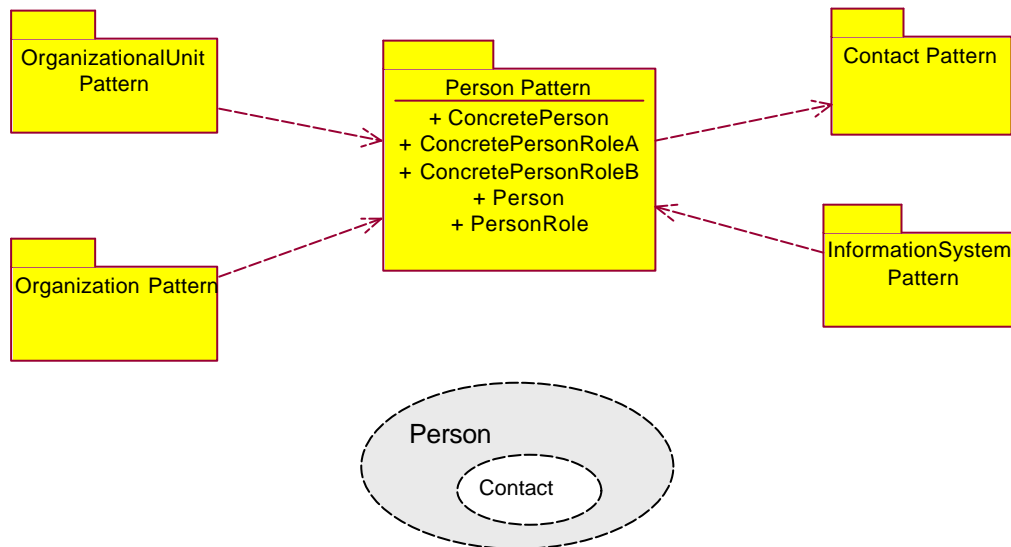 OrganizationalUnit
Pattern
Person Pattern
+ ConcretePerson
+ ConcretePersonRoleA
+ ConcretePersonRoleB
+ Person
+ PersonRole
Contact Pattern
Organization Pattern
InformationSystem
Pattern
Person
Contact